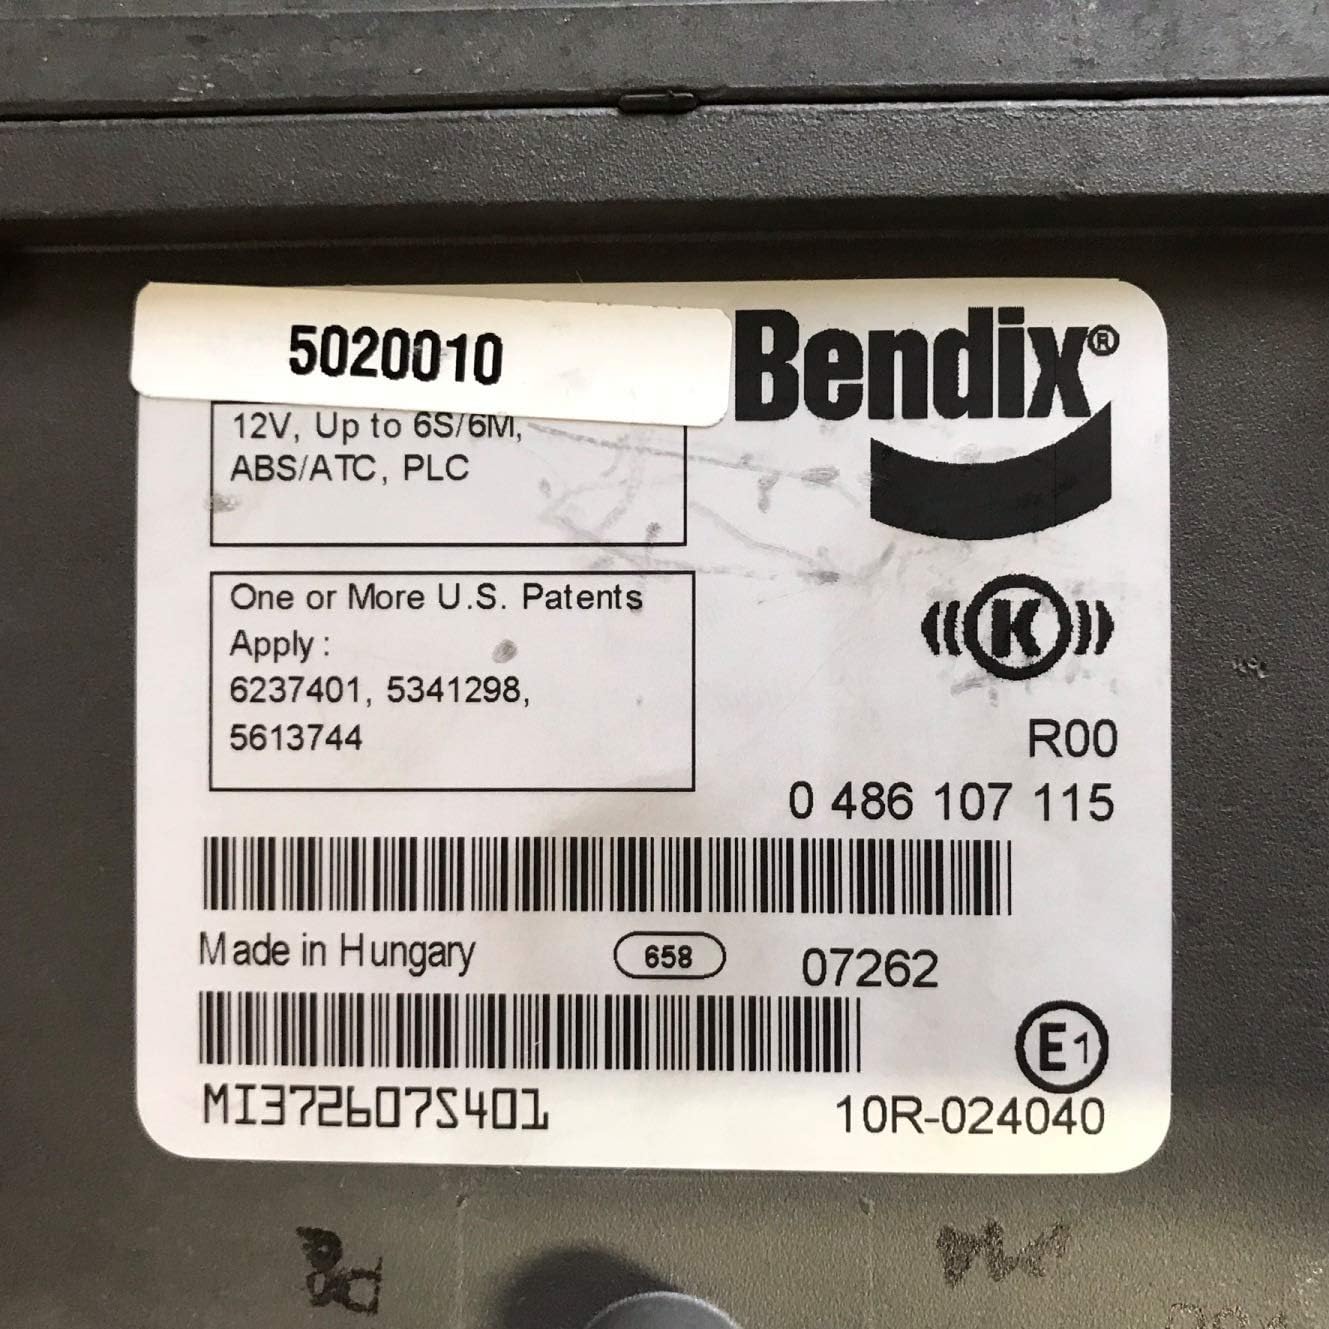 5020010
Bendix®
12V, Up to 6S/6M,
ABS/ATC, PLC
One or More U.S. Patents
Apply :
6237401, 5341298,
5613744
K
R00
0 486 107 115
Made in Hungary
658
07262
E1
MI372607S401
10R-024040